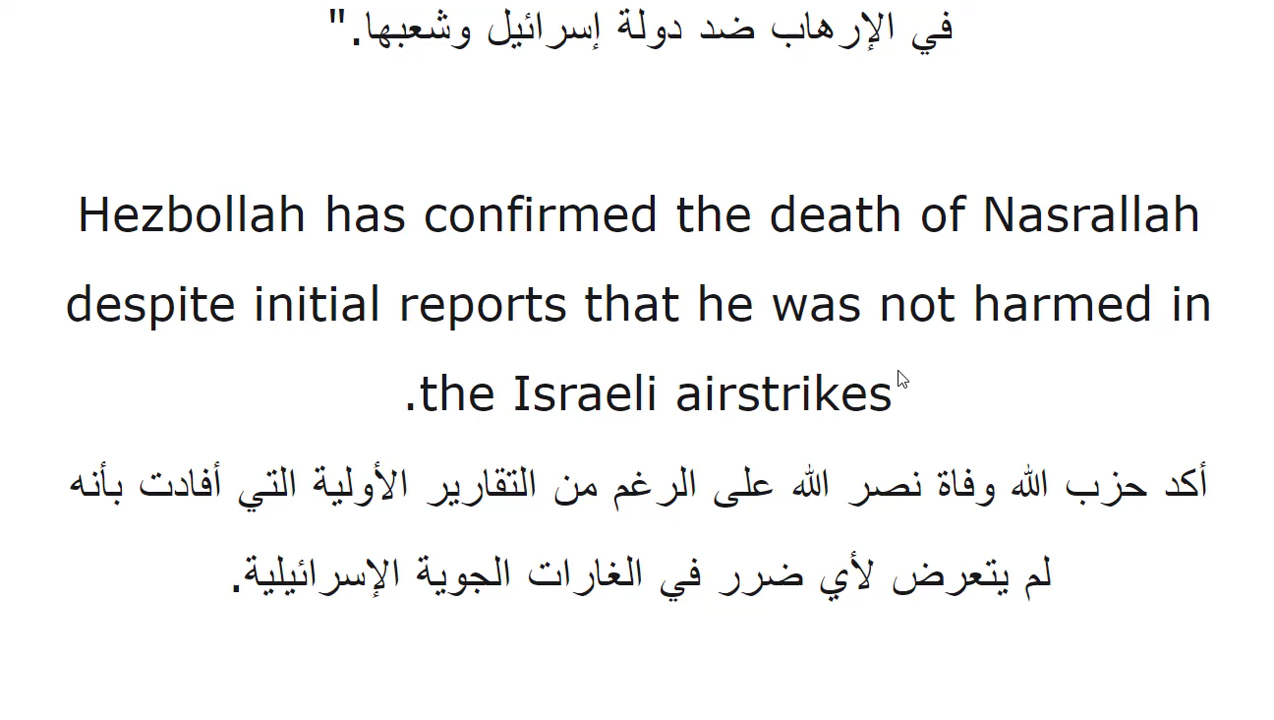 في الإرهاب ضد دولة إسرائيل وشعبها."
Hezbollah has confirmed the death of Nasrallah
despite initial reports that he was not harmed in
.the Israeli airstrikes
أكد حزب الله وفاة نصر الله على الرغم من التقارير الأولية التي أفادت بأنه
لم يتعرض لأي ضرر في الغارات الجوية الإسرائيلية.